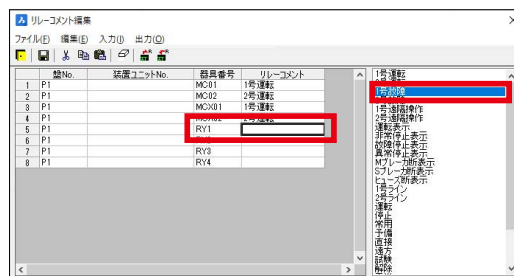 リレーコメント編集
ファイル(F) 編集(E) 入力(I) 出力(O)
盤No. 装置ユニットNo. 器具番号 リレーコメント
1 P1 MC01 1号運転
2 P1 MC02 2号運転
3 P1 MCX01 1号運転
4 P1 MCX02 2号運転
5 P1 RY1
6 P1
7 P1 RY3
8 P1 RY4
1号運転
1号故障
1号遠隔操作
2号遠隔操作
運転表示
非常停止表示
故障停止表示
異常停止表示
Mブレーカ断表示
Sブレーカ断表示
ヒューズ断表示
1号ライン
2号ライン
運転
停止
常用
予備
直接
遠方
試験
解除